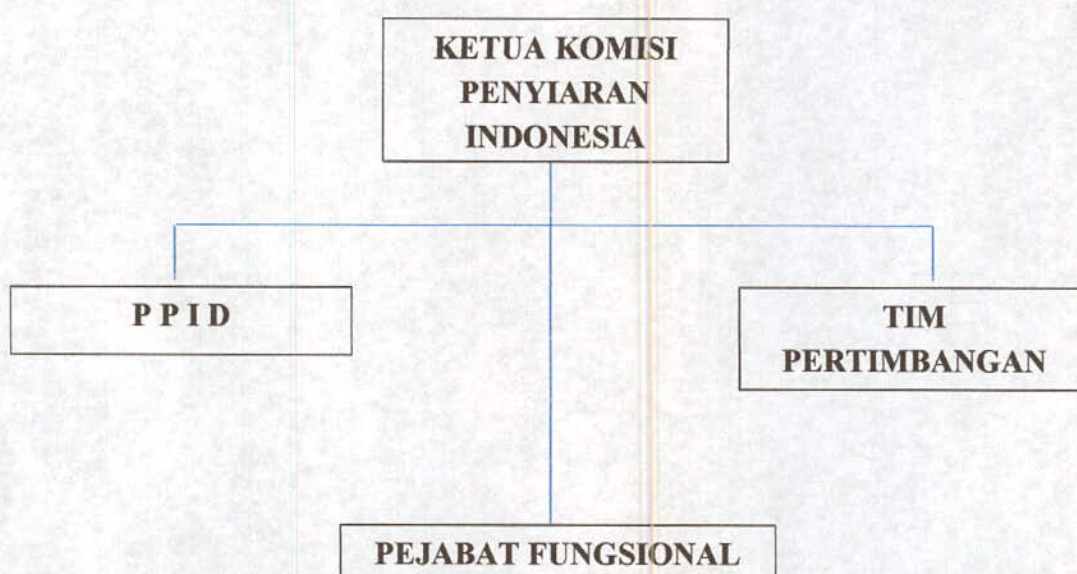 KETUA KOMISI
PENYIARAN
INDONESIA
P P I D
TIM
PERTIMBANGAN
PEJABAT FUNGSIONAL